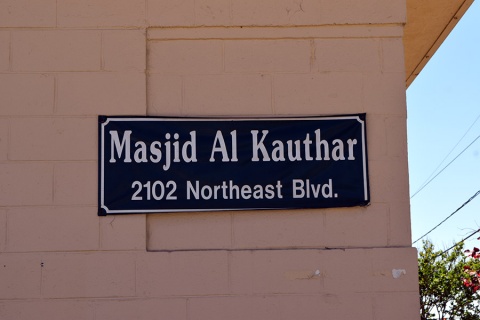 Masjid Al Kauthar
2102 Northeast Blvd.